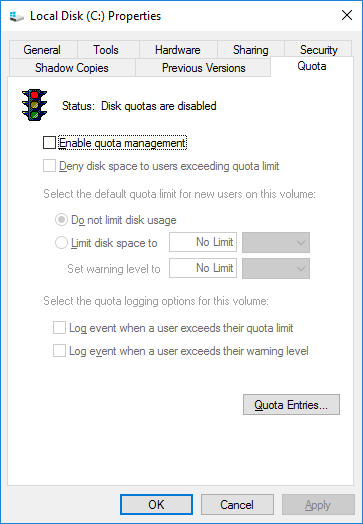 Local Disk (C:) Properties
General Tools Hardware Sharing Security
Shadow Copies Previous Versions Quota
Status: Disk quotas are disabled
Enable quota management
Deny disk space to users exceeding quota limit
Select the default quota limit for new users on this volume:
Do not limit disk usage
Limit disk space to No Limit
Set warning level to No Limit
Select the quota logging options for this volume:
Log event when a user exceeds their quota limit
Log event when a user exceeds their warning level
Quota Entries...
OK Cancel Apply